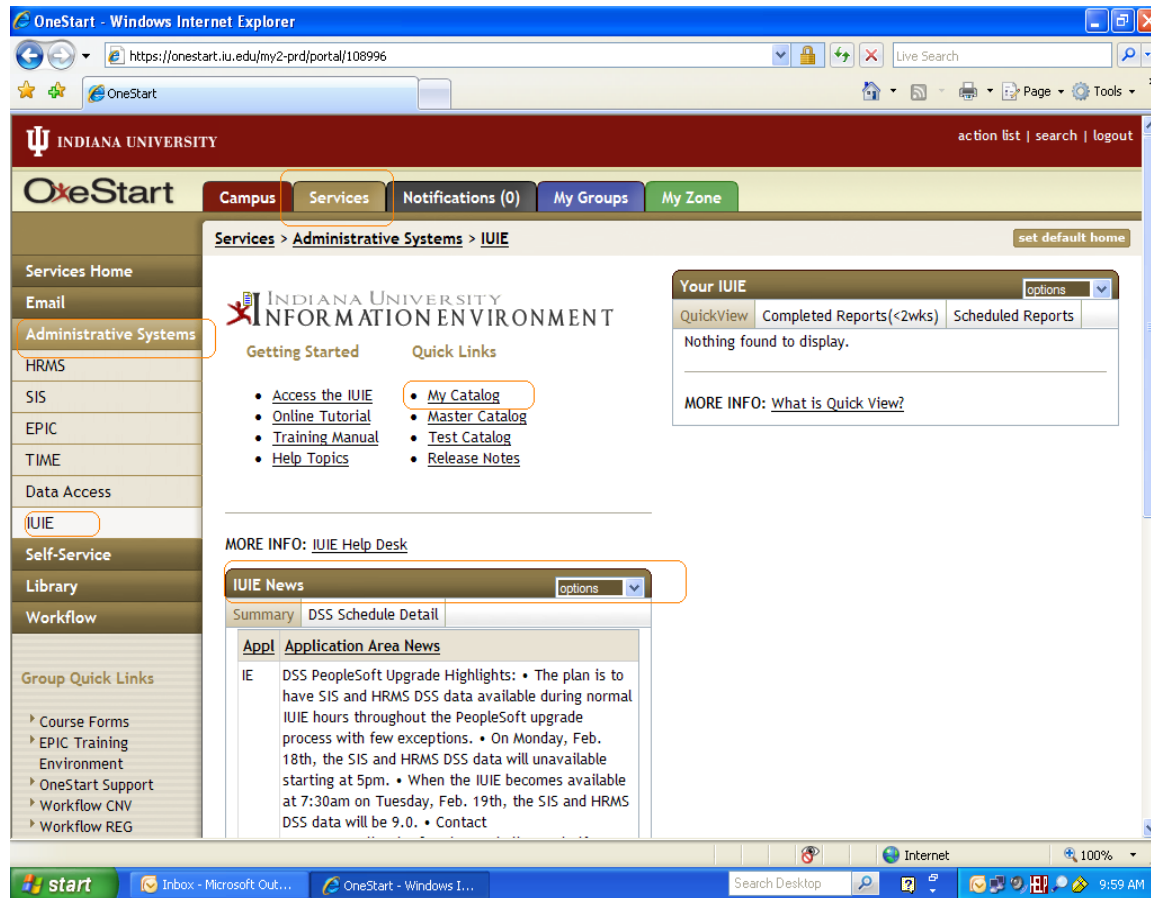 OneStart - Windows Internet Explorer
https://onestart.iu.edu/my2-prd/portal/108996
Live Search
OneStart
Page
Tools
INDIANA UNIVERSITY
action list | search | logout
OneStart
Campus
Services
Notifications (0)
My Groups
My Zone
Services > Administrative Systems > IUIE
set default home
Services Home
Email
Administrative Systems
HRMS
SIS
EPIC
TIME
Data Access
IUIE
Self-Service
Library
Workflow
Group Quick Links
Course Forms
EPIC Training
Environment
OneStart Support
Workflow CNV
Workflow REG
INDIANA UNIVERSITY
INFORMATION ENVIRONMENT
Getting Started
• Access the IUIE
• Online Tutorial
• Training Manual
• Help Topics
Quick Links
• My Catalog
• Master Catalog
• Test Catalog
• Release Notes
MORE INFO: IUIE Help Desk
IUIE News
options
Summary
DSS Schedule Detail
Appl Application Area News
IE DSS PeopleSoft Upgrade Highlights: • The plan is to
have SIS and HRMS DSS data available during normal
IUIE hours throughout the PeopleSoft upgrade
process with few exceptions. • On Monday, Feb.
18th, the SIS and HRMS DSS data will unavailable
starting at 5pm. • When the IUIE becomes available
at 7:30am on Tuesday, Feb. 19th, the SIS and HRMS
DSS data will be 9.0. • Contact
Your IUIE
options
QuickView
Completed Reports(<2wks)
Scheduled Reports
Nothing found to display.
MORE INFO: What is Quick View?
Internet
100%
start
Inbox - Microsoft Out...
OneStart - Windows I...
Search Desktop
9:59 AM